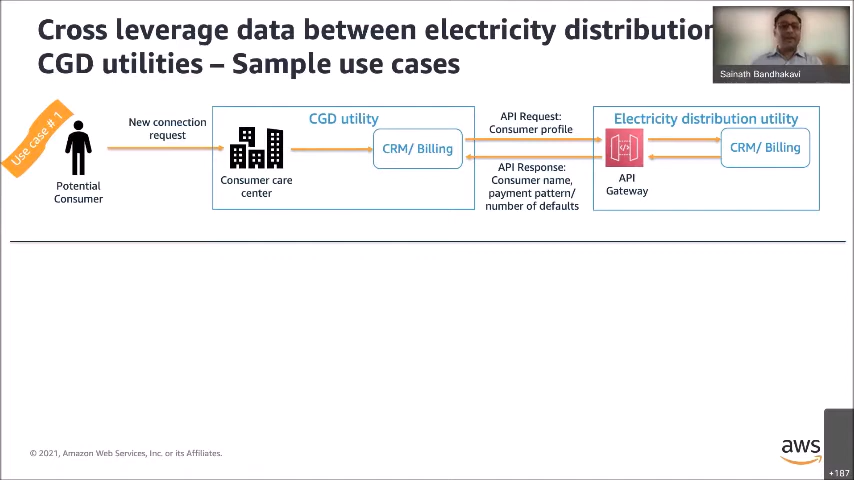 Cross leverage data between electricity distribution
CGD utilities – Sample use cases
Sainath Bandhakavi
Use case # 1
Potential
Consumer
New connection
request
CGD utility
Consumer care
center
CRM/ Billing
API Request:
Consumer profile
API Response:
Consumer name,
payment pattern/
number of defaults
Electricity distribution utility
API
Gateway
CRM/ Billing
© 2021, Amazon Web Services, Inc. or its Affiliates.
aws
+187